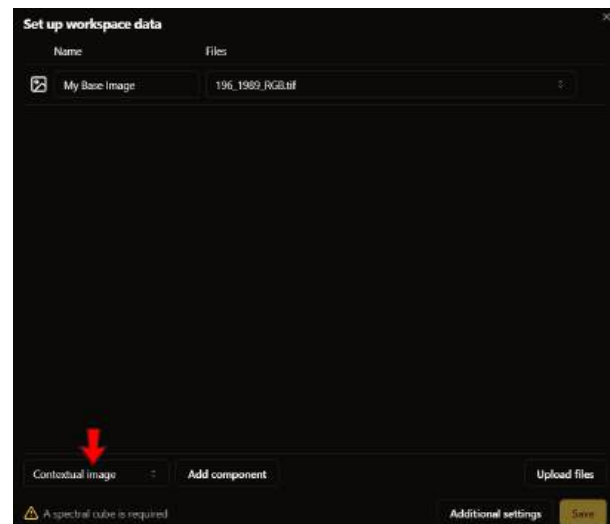 Set up workspace data
Name Files
My Base Image 196_1989_RGB.tif
Contextual image Add component Upload files
A spectral cube is required Additional settings Save